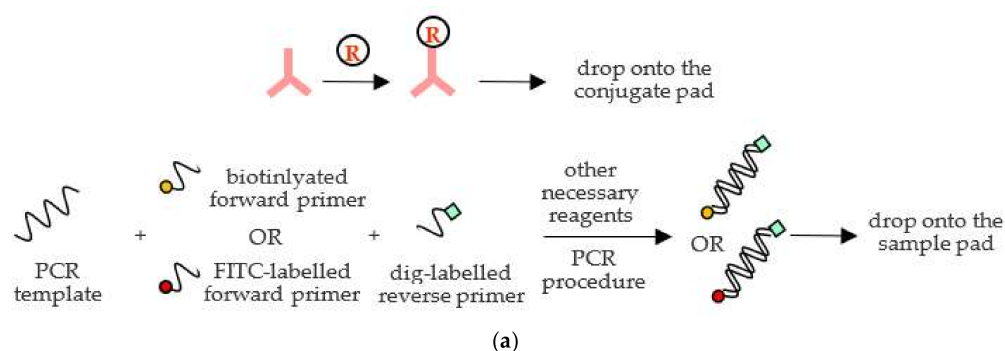 R
R
drop onto the
conjugate pad
PCR
template
+
biotinlyated
forward primer
OR
FITC-labelled
forward primer
+
dig-labelled
reverse primer
other
necessary
reagents
PCR
procedure
OR
drop onto the
sample pad
(a)